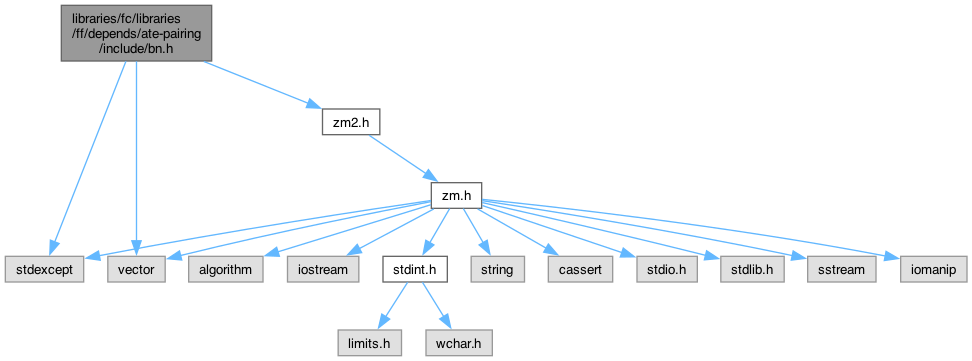 libraries/fc/libraries
/ff/depends/ate-pairing
/include/bn.h
zm2.h
zm.h
stdexcept
vector
algorithm
iostream
stdint.h
string
cassert
stdio.h
stdlib.h
sstream
iomanip
limits.h
wchar.h